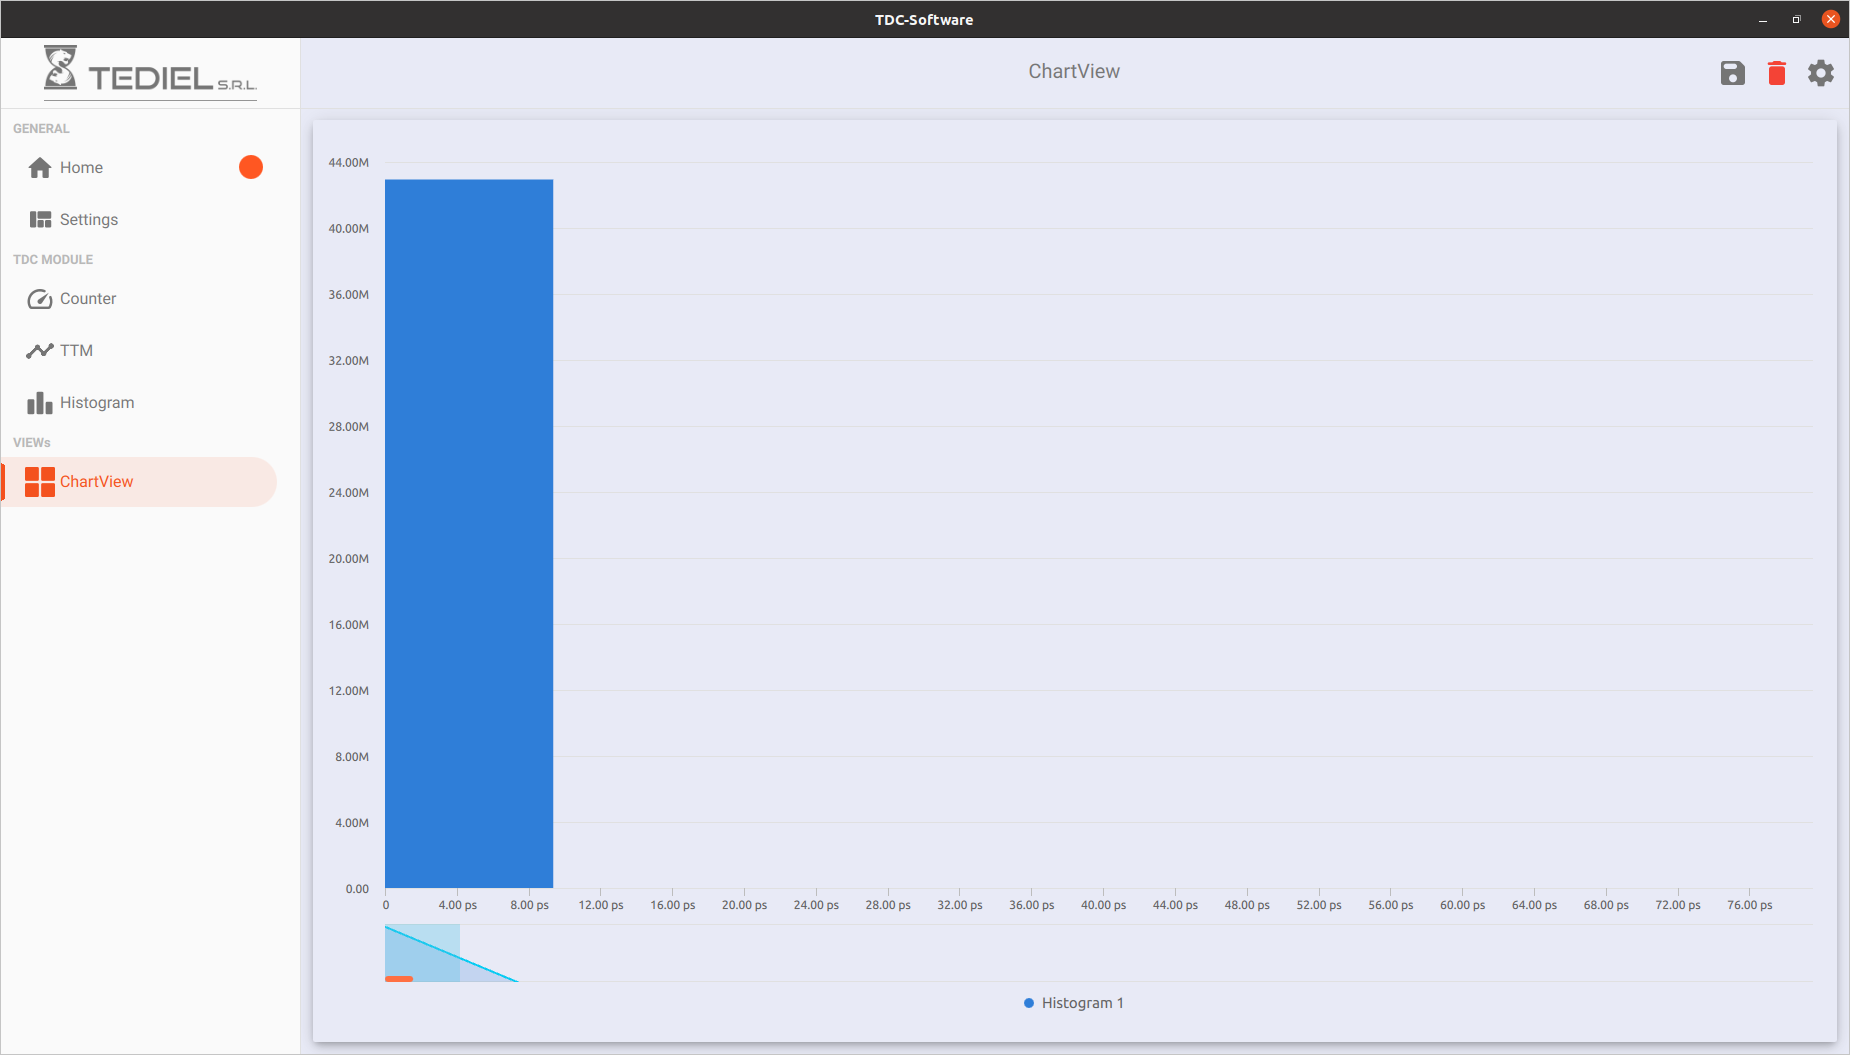 TDC-Software
TEDIEL S.R.L.
ChartView
GENERAL
Home
Settings
TDC MODULE
Counter
TTM
Histogram
VIEWs
ChartView
44.00M
40.00M
36.00M
32.00M
28.00M
24.00M
20.00M
16.00M
12.00M
8.00M
4.00M
0.00
0 4.00 ps 8.00 ps 12.00 ps 16.00 ps 20.00 ps 24.00 ps 28.00 ps 32.00 ps 36.00 ps 40.00 ps 44.00 ps 48.00 ps 52.00 ps 56.00 ps 60.00 ps 64.00 ps 68.00 ps 72.00 ps 76.00 ps
Histogram 1